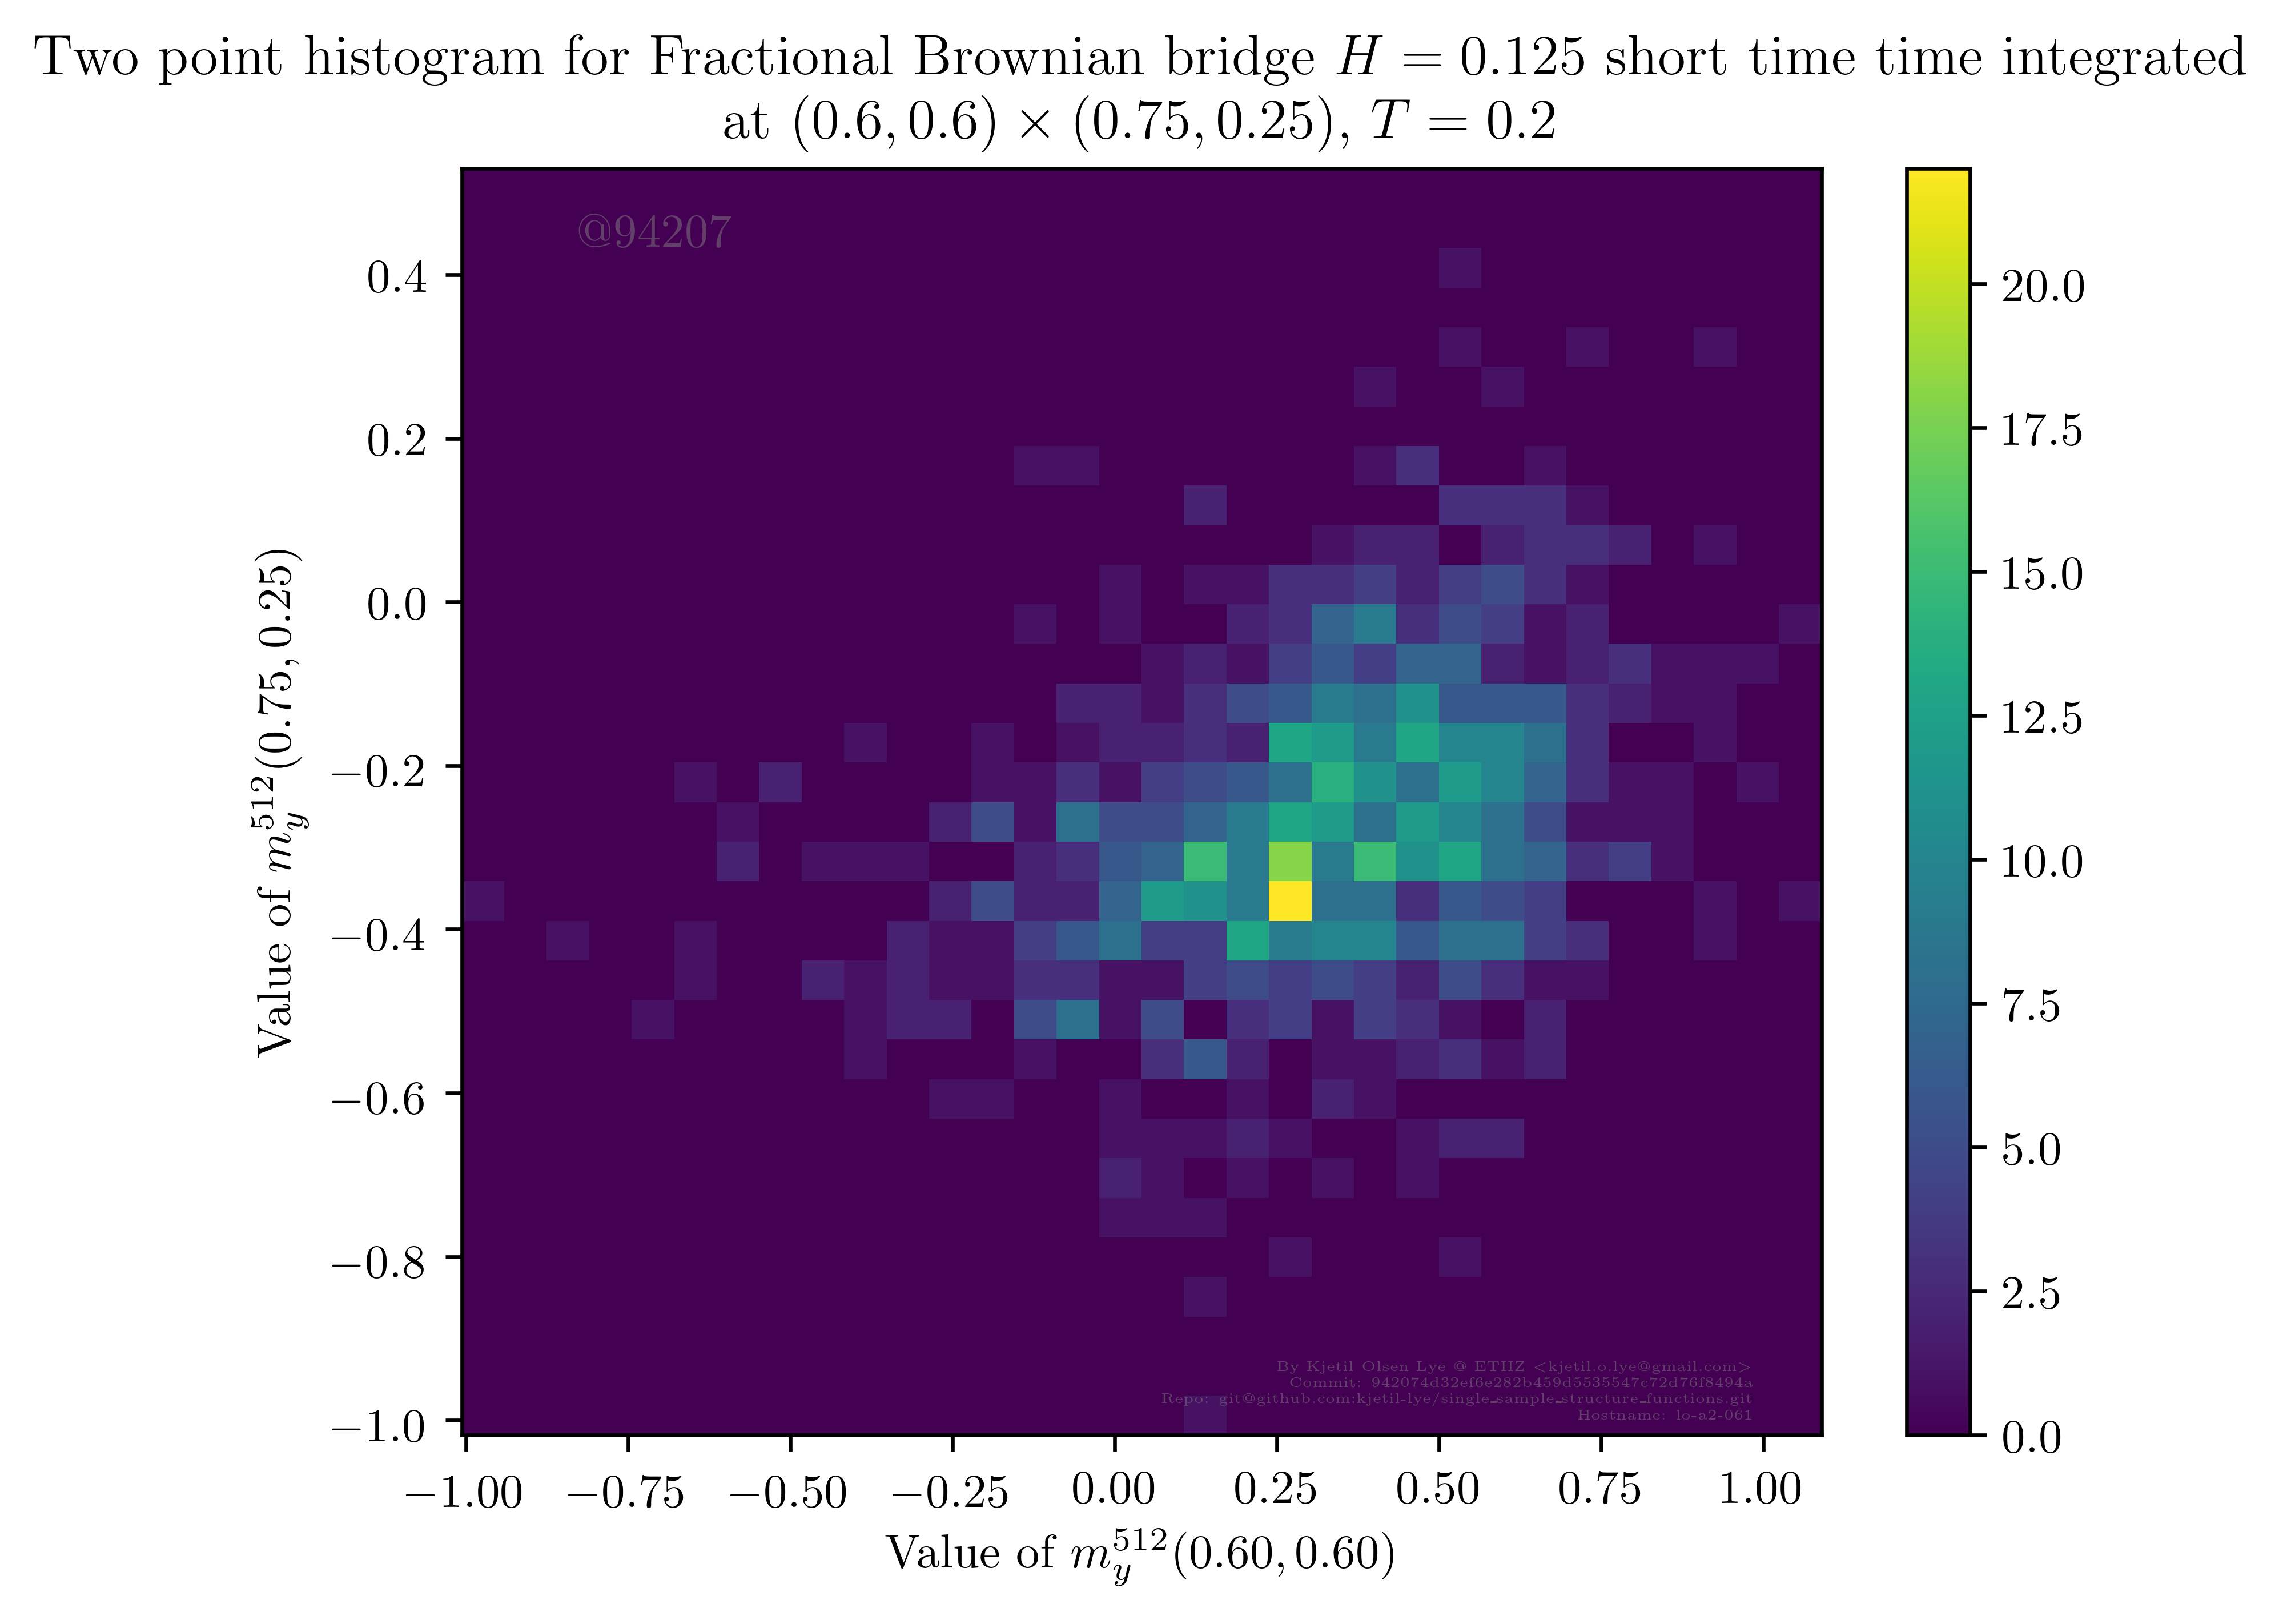 Two point histogram for Fractional Brownian bridge H = 0.125 short time time integrated
at (0.6, 0.6) × (0.75, 0.25), T = 0.2
@94207
0.4
0.2
0.0
−0.2
−0.4
−0.6
−0.8
−1.0
Value of m_y^512(0.75, 0.25)
−1.00 −0.75 −0.50 −0.25 0.00 0.25 0.50 0.75 1.00
Value of m_y^512(0.60, 0.60)
20.0
17.5
15.0
12.5
10.0
7.5
5.0
2.5
0.0
By Kjetil Olsen Lye @ ETHZ <kjetil.o.lye@gmail.com>
Commit: 942074d32ef6e282b459d5535547c72d76f8494a
Repo: git@github.com:kjetil-lye/single_sample_structure_functions.git
Hostname: lo-a2-061